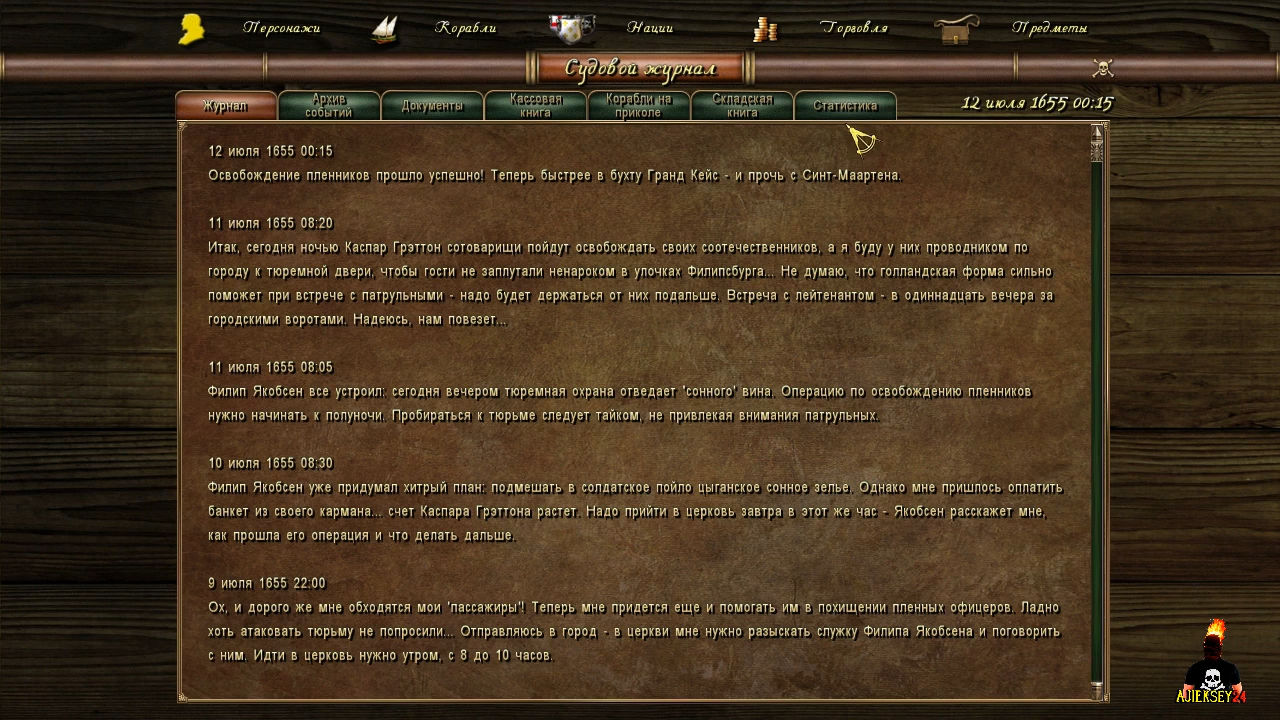 Персонажи
Корабли
Нации
Торговля
Предметы
Судовой журнал
Журнал
Архив событий
Документы
Кассовая книга
Корабли на приколе
Складская книга
Статистика
12 июля 1655 00:15
12 июля 1655 00:15
Освобождение пленников прошло успешно! Теперь быстрее в бухту Гранд Кейс - и прочь с Синт-Маартена.
11 июля 1655 08:20
Итак, сегодня ночью Каспар Грэттон сотоварищи пойдут освобождать своих соотечественников, а я буду у них проводником по
городу к тюремной двери, чтобы гости не заплутали ненароком в улочках Филипсбурга... Не думаю, что голландская форма сильно
поможет при встрече с патрульными - надо будет держаться от них подальше. Встреча с лейтенантом - в одиннадцать вечера за
городскими воротами. Надеюсь, нам повезет...
11 июля 1655 08:05
Филип Якобсен все устроил: сегодня вечером тюремная охрана отведает 'сонного' вина. Операцию по освобождению пленников
нужно начинать к полуночи. Пробираться к тюрьме следует тайком, не привлекая внимания патрульных.
10 июля 1655 08:30
Филип Якобсен уже придумал хитрый план: подмешать в солдатское пойло цыганское сонное зелье. Однако мне пришлось оплатить
банкет из своего кармана... счет Каспара Грэттона растет. Надо прийти в церковь завтра в этот же час - Якобсен расскажет мне,
как прошла его операция и что делать дальше.
9 июля 1655 22:00
Ох, и дорого же мне обходятся мои 'пассажиры'! Теперь мне придется еще и помогать им в похищении пленных офицеров. Ладно
хоть атаковать тюрьму не попросили... Отправляюсь в город - в церкви мне нужно разыскать служку Филипа Якобсена и поговорить
с ним. Идти в церковь нужно утром, с 8 до 10 часов.
AJIEKSEY24